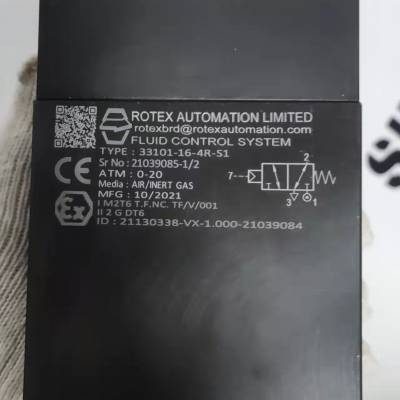 ROTEX AUTOMATION LIMITED
rotexbrd@rotexautomation.com
FLUID CONTROL SYSTEM
TYPE : 33101-16-4R-S1
Sr No : 21039085-1/2
ATM : 0-20
Media : AIR/INERT GAS
MFG : 10/2021
I M2T6 T.F.NC. TF/V/001
II 2 G DT6
ID : 21130338-VX-1.000-21039084
CE
Ex
2
7
3
1